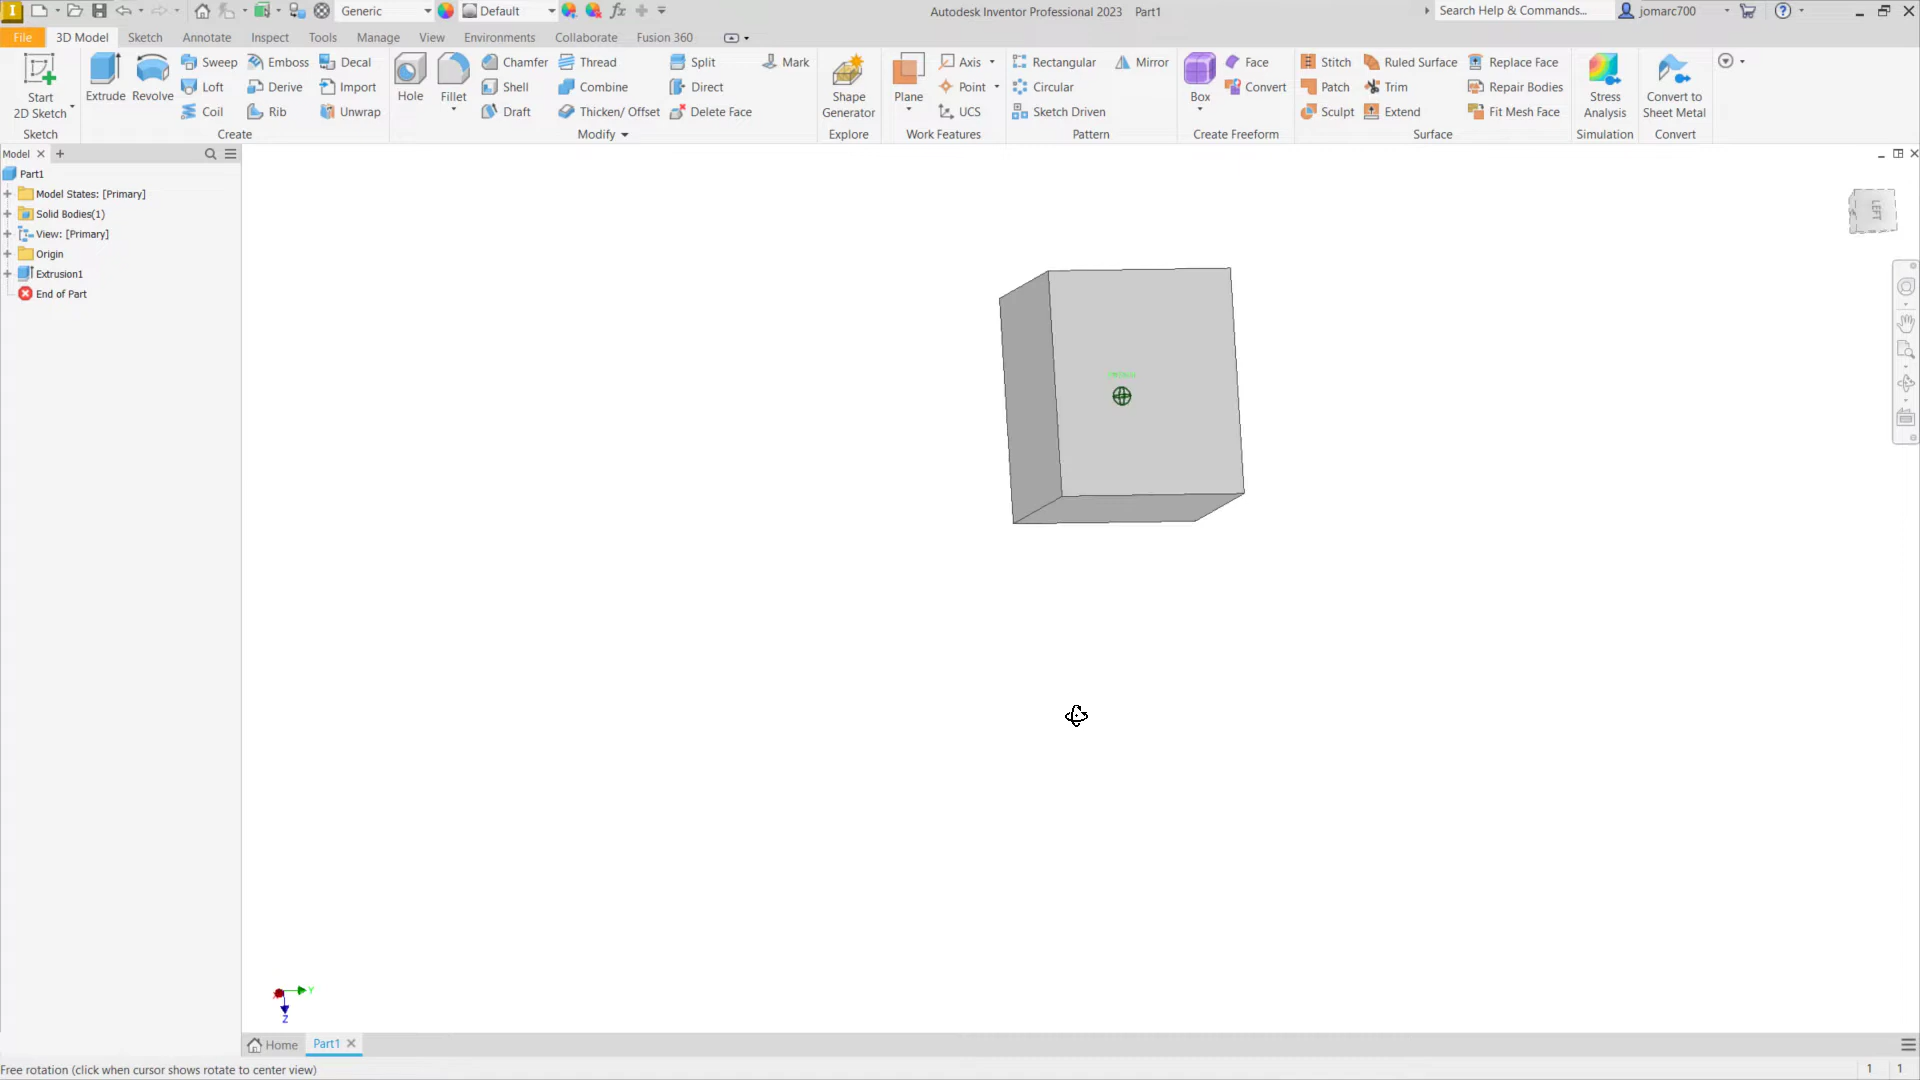 Generic
Default
Autodesk Inventor Professional 2023 Part1
Search Help & Commands...
jomarc700
File 3D Model Sketch Annotate Inspect Tools Manage View Environments Collaborate Fusion 360
Start
2D Sketch
Sketch
Extrude
Revolve
Sweep Emboss Decal
Loft Derive Import
Coil Rib Unwrap
Create
Hole
Fillet
Chamfer Thread Split Mark
Shell Combine Direct
Draft Thicken/ Offset Delete Face
Modify
Shape
Generator
Explore
Plane
Axis
Point
UCS
Work Features
Rectangular Mirror
Circular
Sketch Driven
Pattern
Box
Face
Convert
Create Freeform
Stitch Ruled Surface Replace Face
Patch Trim Repair Bodies
Sculpt Extend Fit Mesh Face
Surface
Stress
Analysis
Simulation
Convert to
Sheet Metal
Convert
Model
Part1
Model States: [Primary]
Solid Bodies(1)
View: [Primary]
Origin
Extrusion1
End of Part
LEFT
Y
Z
Home Part1
Free rotation (click when cursor shows rotate to center view)
1 1